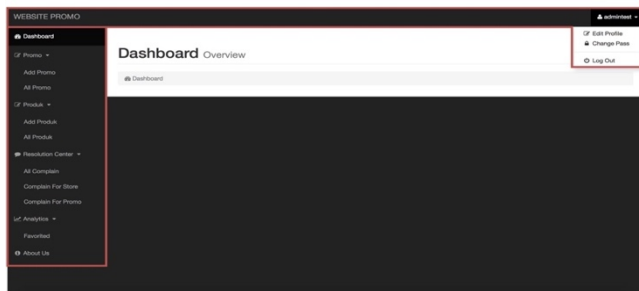 WEBSITE PROMO
admintest
Edit Profile
Change Pass
Log Out
Dashboard
Promo
Add Promo
All Promo
Produk
Add Produk
All Produk
Resolution Center
All Complain
Complain For Store
Complain For Promo
Analytics
Favorited
About Us
Dashboard Overview
Dashboard